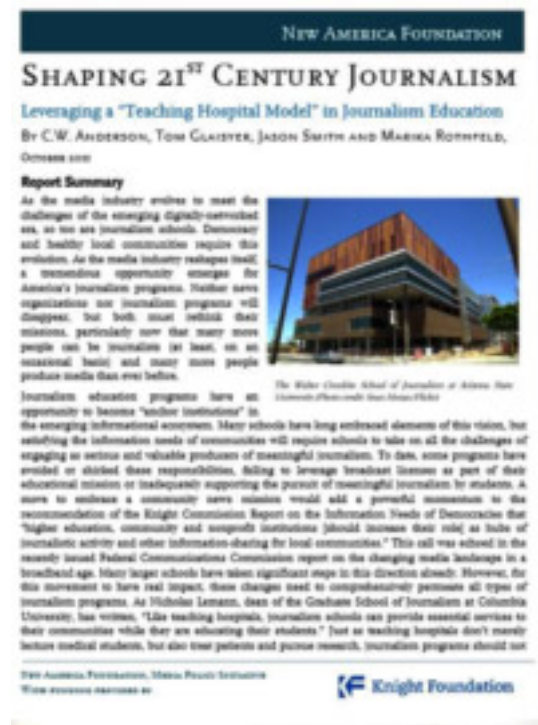 NEW AMERICA FOUNDATION
SHAPING 21ST CENTURY JOURNALISM
Leveraging a "Teaching Hospital Model" in Journalism Education
BY C.W. ANDERSON, TOM GLAISYER, JASON SMITH AND MARIKA ROTHFELD,
OCTOBER 2011
Report Summary
As the media industry evolves to meet the
challenges of the emerging digitally-networked
era, so too are journalism schools. Democracy
and healthy local communities require this
evolution. As the media industry reshapes itself,
a tremendous opportunity emerges for
America's journalism programs. Neither news
organizations nor journalism programs will
disappear, but both must rethink their
missions, particularly now that many more
people can be journalists (at least, on an
occasional basis) and many more people
produce media than ever before.
The Walter Cronkite School of Journalism at Arizona State
University (Photo credit:
Journalism education programs have an
opportunity to become "anchor institutions" in
the emerging informational ecosystem. Many schools have long embraced elements of this vision, but
satisfying the information needs of communities will require schools to take on all the challenges of
engaging as serious and valuable producers of meaningful journalism. To date, some programs have
avoided or shirked these responsibilities, failing to leverage broadcast licenses as part of their
educational mission or inadequately supporting the pursuit of meaningful journalism by students. A
move to embrace a community news mission would add a powerful momentum to the
recommendation of the Knight Commission Report on the Information Needs of Democracies that
"higher education, community and nonprofit institutions [should increase their role] as hubs of
journalistic activity and other information-sharing for local communities." This call was echoed in the
recently issued Federal Communications Commission report on the changing media landscape in a
broadband age. Many larger schools have taken significant steps in this direction already. However, for
this movement to have real impact, these changes need to comprehensively permeate all types of
journalism programs. As Nicholas Lemann, dean of the Graduate School of Journalism at Columbia
University, has written, "Like teaching hospitals, journalism schools can provide essential services to
their communities while they are educating their students." Just as teaching hospitals don't merely
lecture medical students, but also treat patients and pursue research, journalism programs should not
NEW AMERICA FOUNDATION, MEDIA POLICY INITIATIVE
WITH FUNDING PROVIDED BY
Knight Foundation